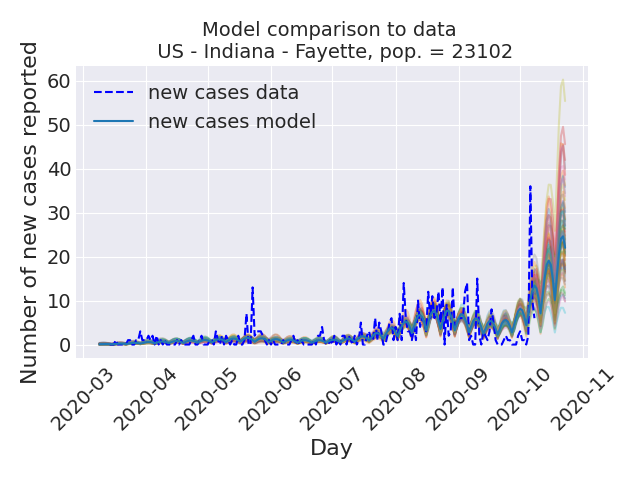 Model comparison to data
US - Indiana - Fayette, pop. = 23102
new cases data
new cases model
Number of new cases reported
60
50
40
30
20
10
0
2020-03
2020-04
2020-05
2020-06
2020-07
2020-08
2020-09
2020-10
2020-11
Day